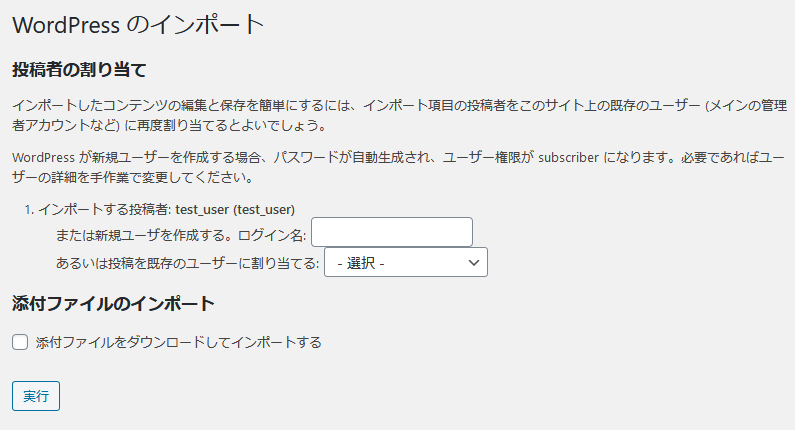 WordPress のインポート
投稿者の割り当て
インポートしたコンテンツの編集と保存を簡単にするには、インポート項目の投稿者をこのサイト上の既存のユーザー (メインの管理
者アカウントなど) に再度割り当てるとよいでしょう。
WordPress が新規ユーザーを作成する場合、パスワードが自動生成され、ユーザー権限が subscriber になります。必要であればユー
ザーの詳細を手作業で変更してください。
1. インポートする投稿者: test_user (test_user)
または新規ユーザを作成する。ログイン名:
あるいは投稿を既存のユーザーに割り当てる: - 選択 -
添付ファイルのインポート
添付ファイルをダウンロードしてインポートする
実行